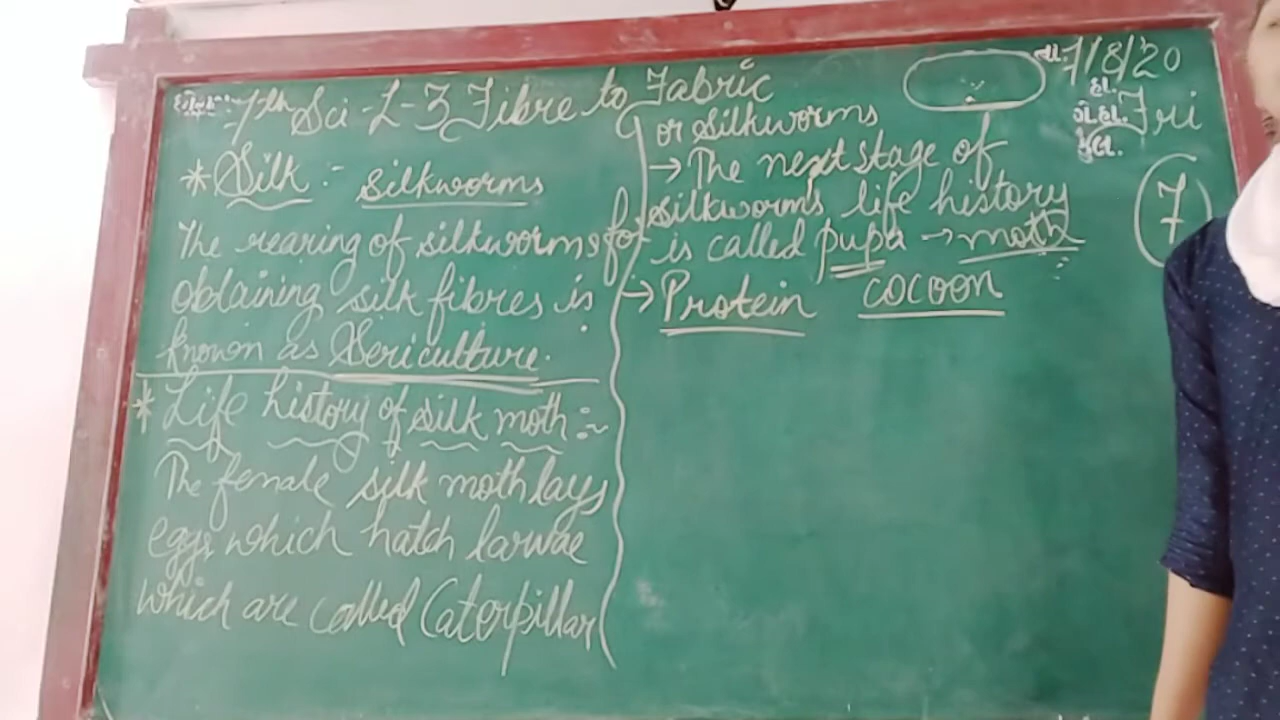 7th Sci-L-3 Fibre to Fabric
* Silk :- silkworms
The rearing of silkworms for
obtaining silk fibres is
known as Sericulture.
* Life history of silk moth :-
The female silk moth lays
eggs which hatch larvae
which are called Caterpillar
or silkworms
→ The next stage of
silkworms life history
is called pupa → moth
→ Protein cocoon
તા. 7/8/20
Fri
7